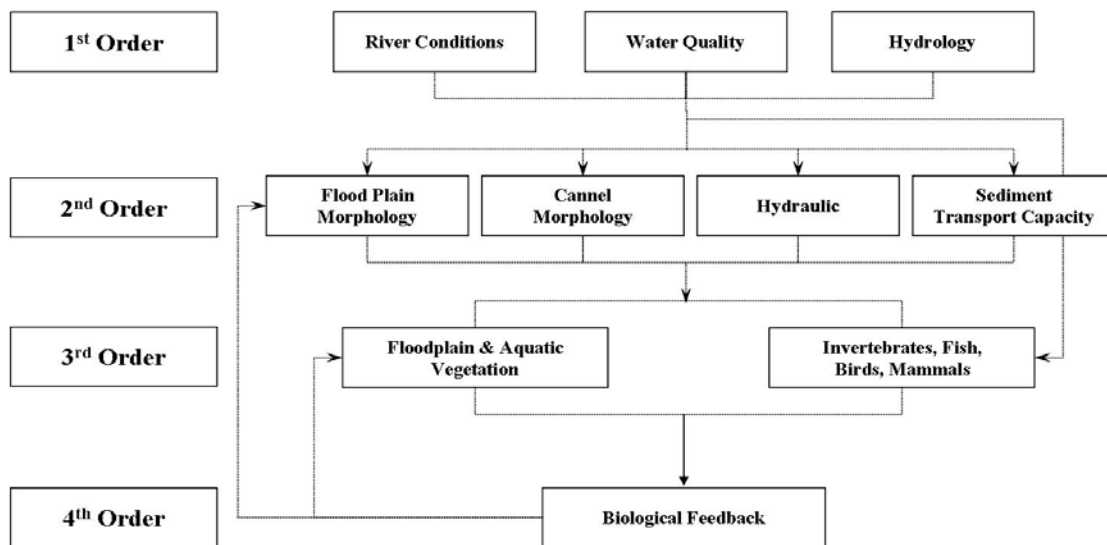 1st Order
River Conditions
Water Quality
Hydrology
2nd Order
Flood Plain
Morphology
Cannel
Morphology
Hydraulic
Sediment
Transport Capacity
3rd Order
Floodplain & Aquatic
Vegetation
Invertebrates, Fish,
Birds, Mammals
4th Order
Biological Feedback